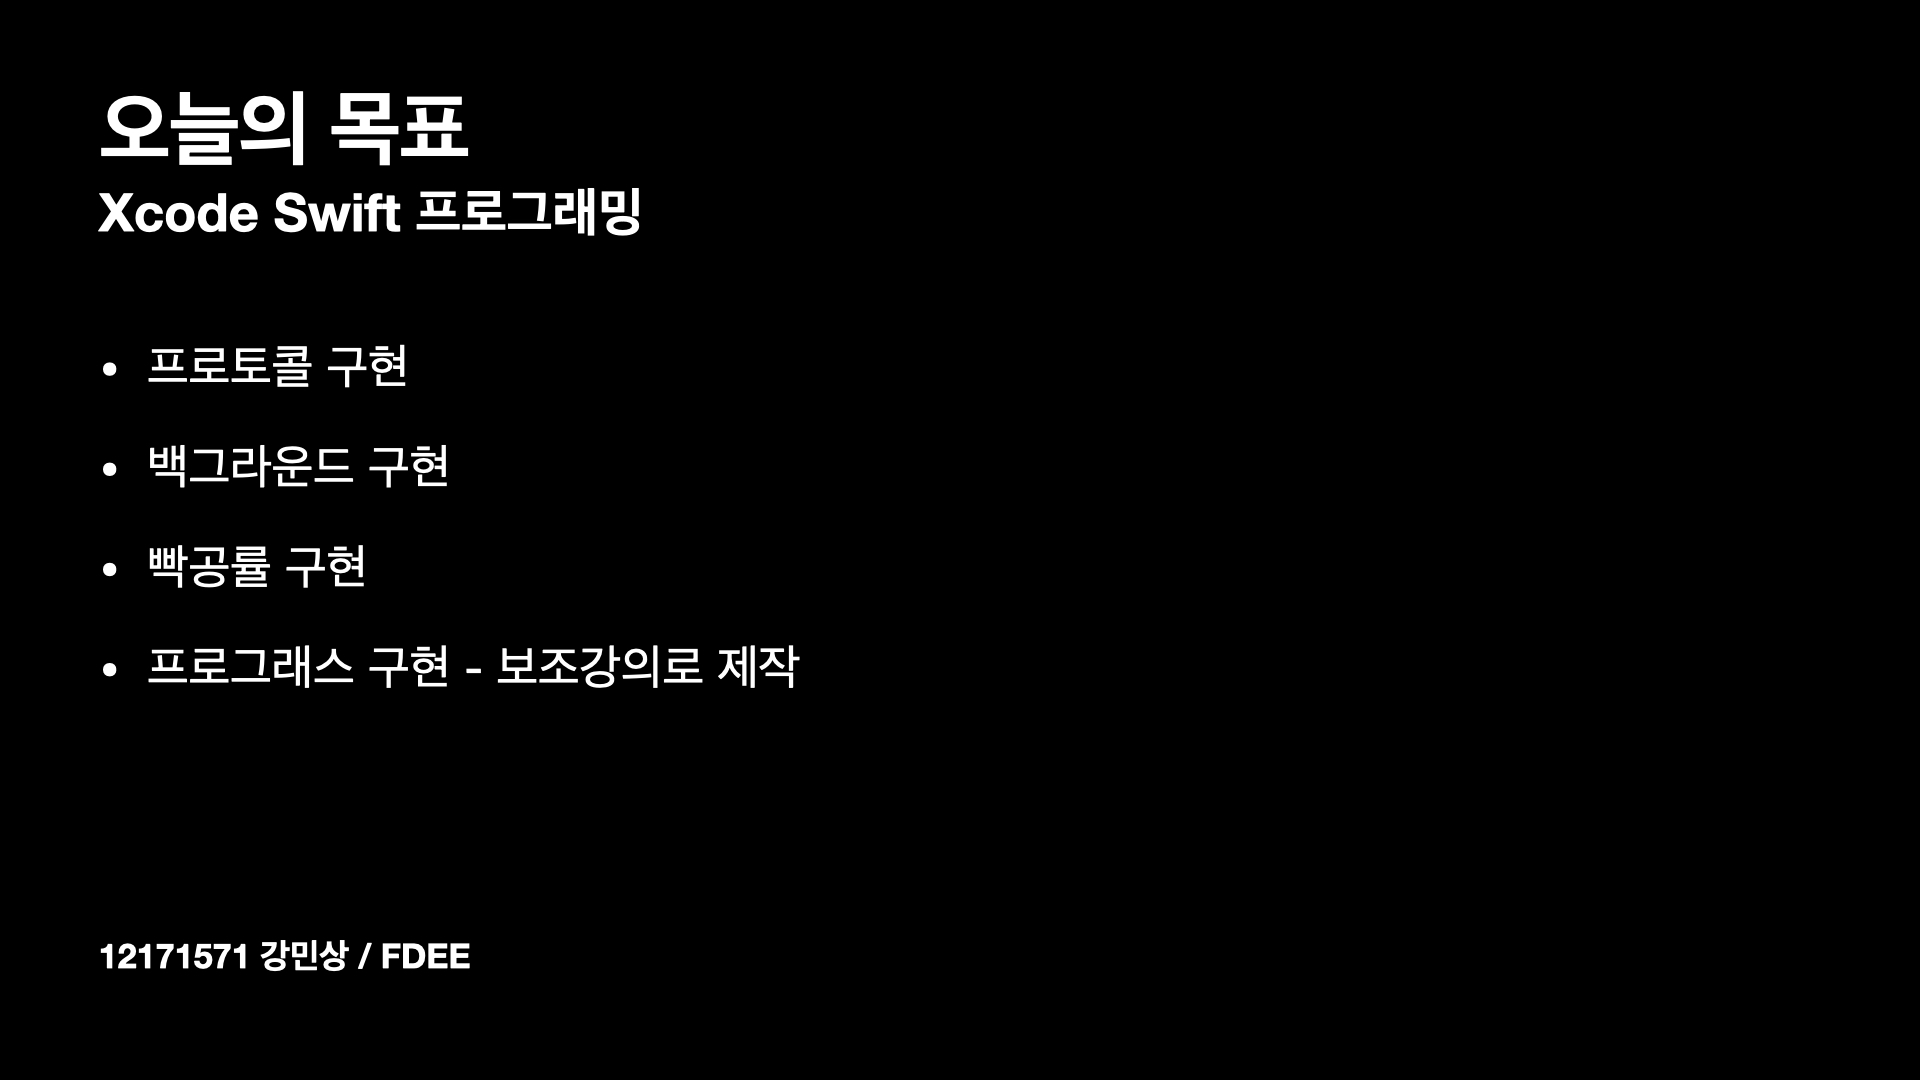 오늘의 목표
Xcode Swift 프로그래밍
• 프로토콜 구현
• 백그라운드 구현
• 빡공률 구현
• 프로그래스 구현 - 보조강의로 제작
12171571 강민상 / FDEE